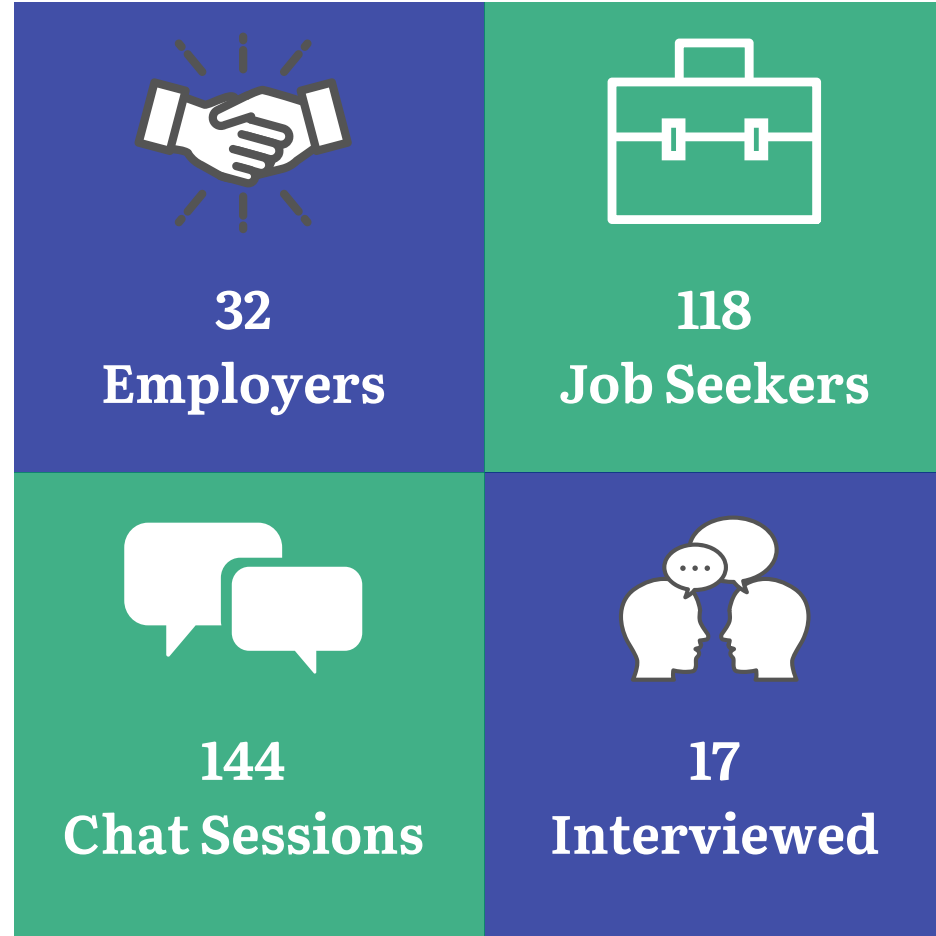 32
Employers
118
Job Seekers
144
Chat Sessions
17
Interviewed